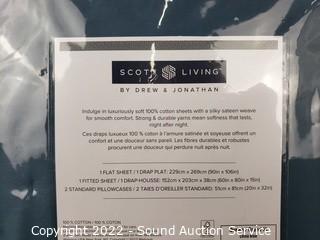 SCOTT LIVING
BY DREW & JONATHAN
Indulge in luxuriously soft 100% cotton sheets with a silky sateen weave
for smooth comfort. Strong & durable yarns mean softness that lasts,
night after night.
Ces draps luxueux 100 % coton à l'armure satinée et soyeuse offrent un
confort et une douceur sans pareil. Les fibres durables et robustes
procurent une douceur qui perdure nuit après nuit.
1 FLAT SHEET / 1 DRAP PLAT: 229cm x 269cm (90in x 106in)
1 FITTED SHEET / 1 DRAP-HOUSSE: 152cm x 203cm x 38cm (60in x 80in x 15in)
2 STANDARD PILLOWCASES / 2 TAIES D'OREILLER STANDARD: 51cm x 81cm (20in x 32in)
100 % COTTON / 100 % COTON
Copyright 2022 - Sound Auction Service